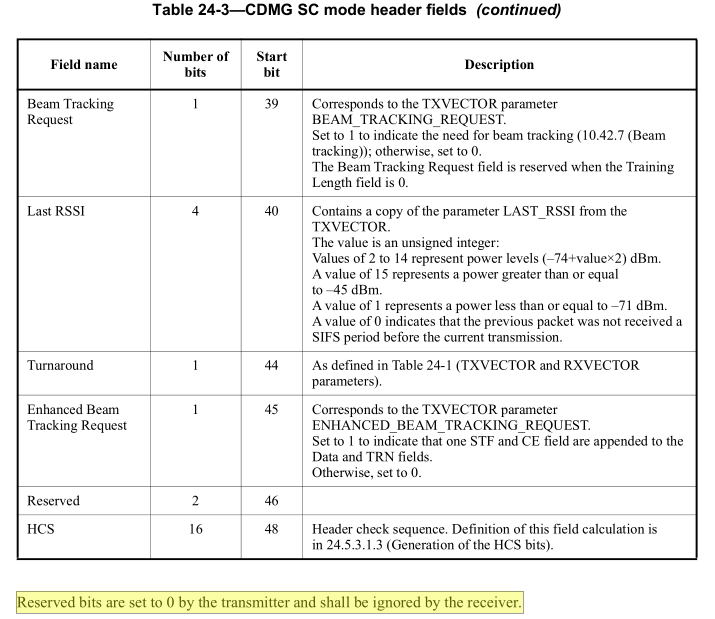 Table 24-3—CDMG SC mode header fields (continued)
Field name
Number of
bits
Start
bit
Description
Beam Tracking
Request
1
39
Corresponds to the TXVECTOR parameter
BEAM_TRACKING_REQUEST.
Set to 1 to indicate the need for beam tracking (10.42.7 (Beam
tracking)); otherwise, set to 0.
The Beam Tracking Request field is reserved when the Training
Length field is 0.
Last RSSI
4
40
Contains a copy of the parameter LAST_RSSI from the
TXVECTOR.
The value is an unsigned integer:
Values of 2 to 14 represent power levels (–74+value×2) dBm.
A value of 15 represents a power greater than or equal
to –45 dBm.
A value of 1 represents a power less than or equal to –71 dBm.
A value of 0 indicates that the previous packet was not received a
SIFS period before the current transmission.
Turnaround
1
44
As defined in Table 24-1 (TXVECTOR and RXVECTOR
parameters).
Enhanced Beam
Tracking Request
1
45
Corresponds to the TXVECTOR parameter
ENHANCED_BEAM_TRACKING_REQUEST.
Set to 1 to indicate that one STF and CE field are appended to the
Data and TRN fields.
Otherwise, set to 0.
Reserved
2
46
HCS
16
48
Header check sequence. Definition of this field calculation is
in 24.5.3.1.3 (Generation of the HCS bits).
Reserved bits are set to 0 by the transmitter and shall be ignored by the receiver.